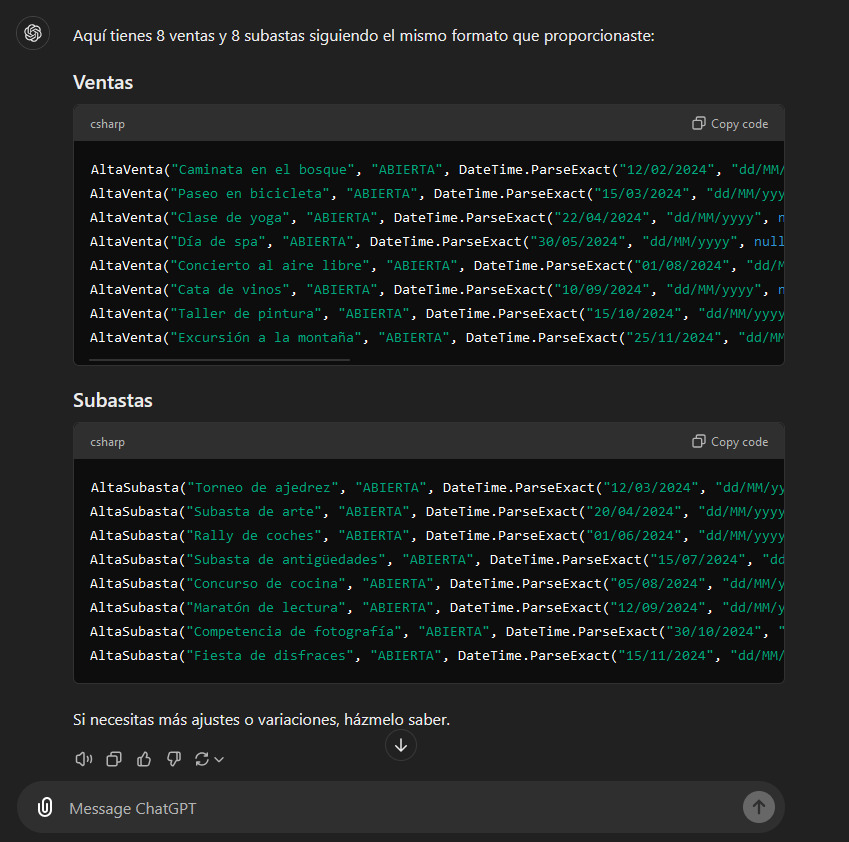 Aquí tienes 8 ventas y 8 subastas siguiendo el mismo formato que proporcionaste:
Ventas
csharp
Copy code
AltaVenta("Caminata en el bosque", "ABIERTA", DateTime.ParseExact("12/02/2024", "dd/MM/
AltaVenta("Paseo en bicicleta", "ABIERTA", DateTime.ParseExact("15/03/2024", "dd/MM/yyy
AltaVenta("Clase de yoga", "ABIERTA", DateTime.ParseExact("22/04/2024", "dd/MM/yyyy", n
AltaVenta("Día de spa", "ABIERTA", DateTime.ParseExact("30/05/2024", "dd/MM/yyyy", null
AltaVenta("Concierto al aire libre", "ABIERTA", DateTime.ParseExact("01/08/2024", "dd/M
AltaVenta("Cata de vinos", "ABIERTA", DateTime.ParseExact("10/09/2024", "dd/MM/yyyy", n
AltaVenta("Taller de pintura", "ABIERTA", DateTime.ParseExact("15/10/2024", "dd/MM/yyyy
AltaVenta("Excursión a la montaña", "ABIERTA", DateTime.ParseExact("25/11/2024", "dd/MM
Subastas
csharp
Copy code
AltaSubasta("Torneo de ajedrez", "ABIERTA", DateTime.ParseExact("12/03/2024", "dd/MM/yy
AltaSubasta("Subasta de arte", "ABIERTA", DateTime.ParseExact("20/04/2024", "dd/MM/yyyy
AltaSubasta("Rally de coches", "ABIERTA", DateTime.ParseExact("01/06/2024", "dd/MM/yyyy
AltaSubasta("Subasta de antigüedades", "ABIERTA", DateTime.ParseExact("15/07/2024", "dd
AltaSubasta("Concurso de cocina", "ABIERTA", DateTime.ParseExact("05/08/2024", "dd/MM/y
AltaSubasta("Maratón de lectura", "ABIERTA", DateTime.ParseExact("12/09/2024", "dd/MM/y
AltaSubasta("Competencia de fotografía", "ABIERTA", DateTime.ParseExact("30/10/2024", "
AltaSubasta("Fiesta de disfraces", "ABIERTA", DateTime.ParseExact("15/11/2024", "dd/MM/
Si necesitas más ajustes o variaciones, házmelo saber.
Message ChatGPT